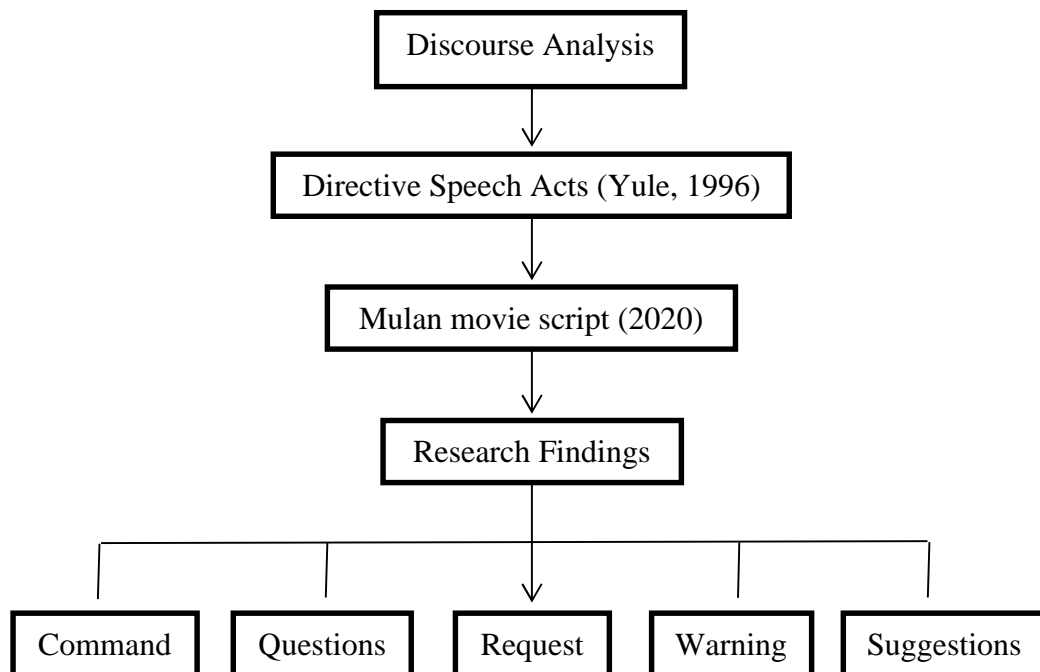 Discourse Analysis
Directive Speech Acts (Yule, 1996)
Mulan movie script (2020)
Research Findings
Command
Questions
Request
Warning
Suggestions